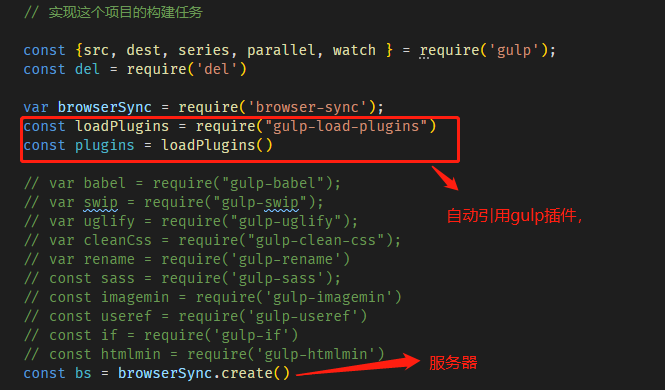 // 实现这个项目的构建任务
const {src, dest, series, parallel, watch } = require('gulp');
const del = require('del')
var browserSync = require('browser-sync');
const loadPlugins = require("gulp-load-plugins")
const plugins = loadPlugins()
自动引用gulp插件，
// var babel = require("gulp-babel");
// var swip = require("gulp-swip");
// var uglify = require("gulp-uglify");
// var cleanCss = require("gulp-clean-css");
// var rename = require('gulp-rename')
// const sass = require('gulp-sass');
// const imagemin = require('gulp-imagemin')
// const useref = require('gulp-useref')
// const if = require('gulp-if')
// const htmlmin = require('gulp-htmlmin')
const bs = browserSync.create()
服务器